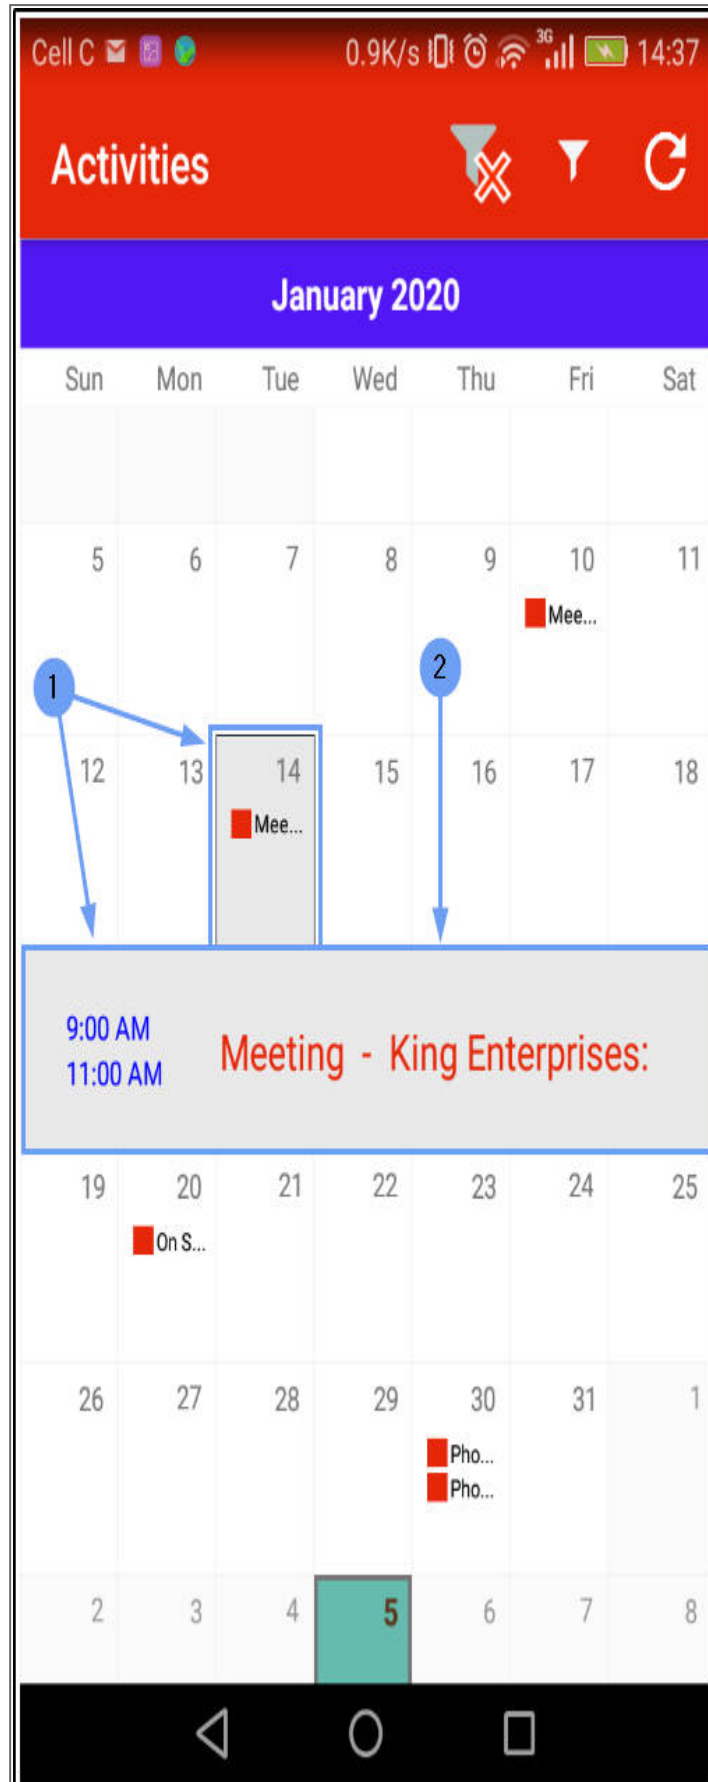 Cell C 0.9K/s 3G 14:37
Activities
January 2020
Sun Mon Tue Wed Thu Fri Sat
5 6 7 8 9 10 11
Mee...
1 2
12 13 14 15 16 17 18
Mee...
9:00 AM
11:00 AM
Meeting - King Enterprises:
19 20 21 22 23 24 25
On S...
26 27 28 29 30 31 1
Pho...
Pho...
2 3 4 5 6 7 8